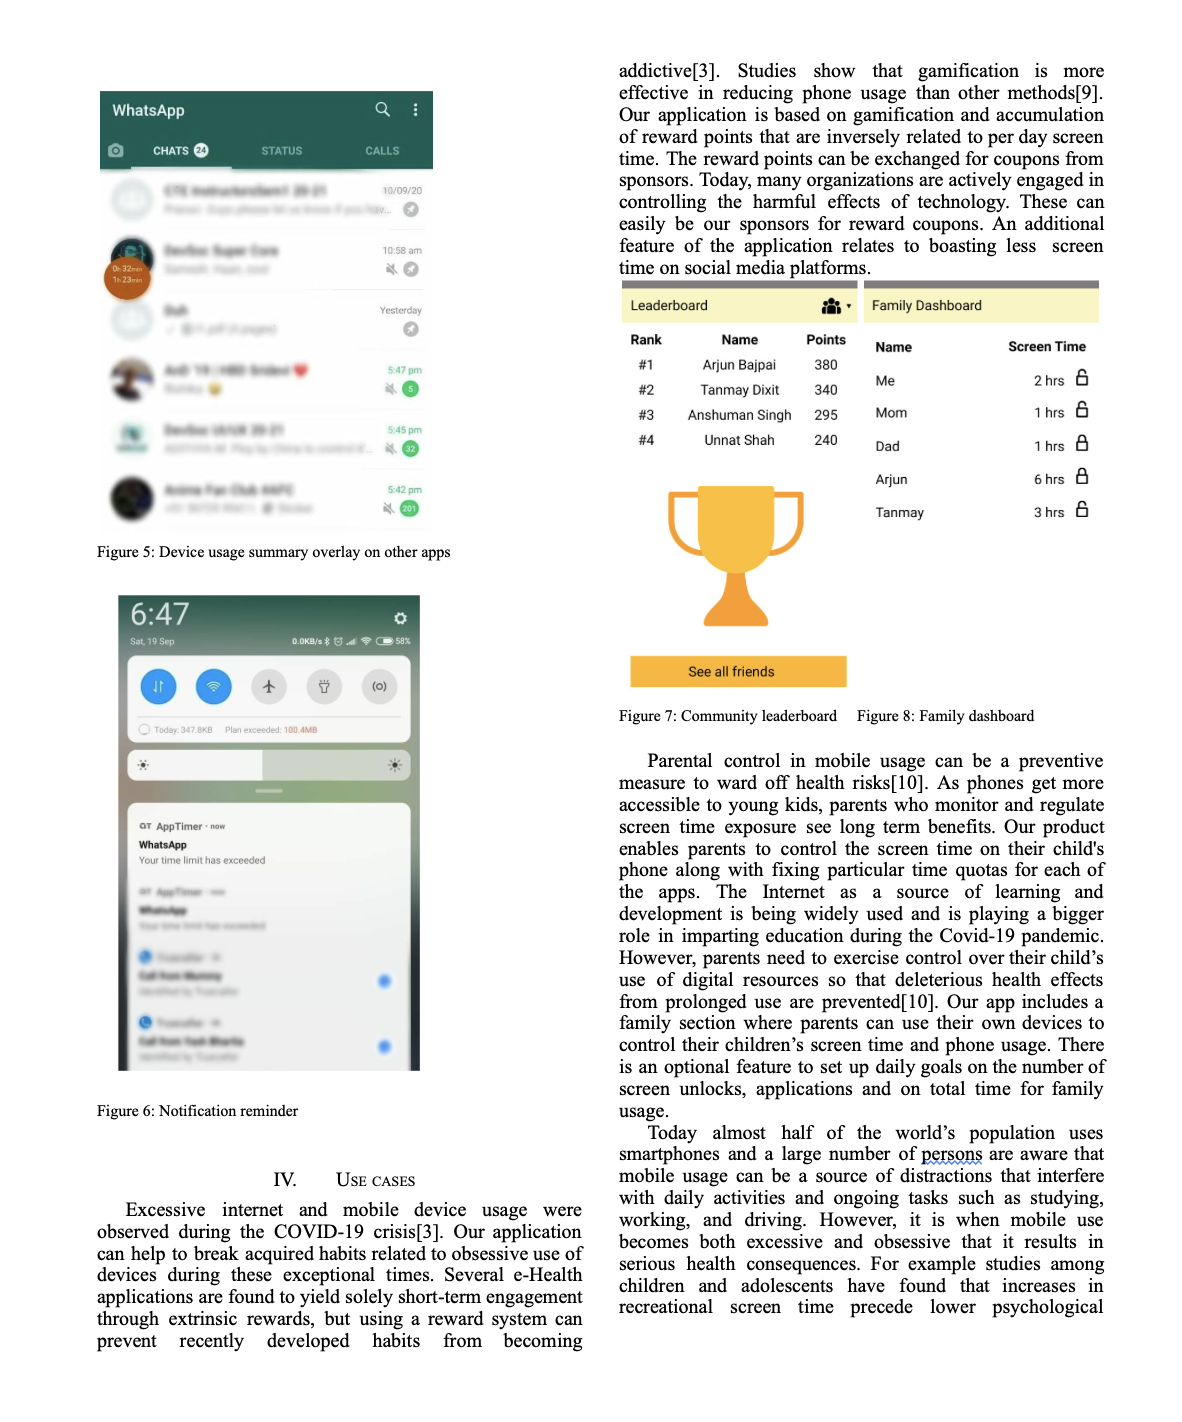 WhatsApp
CHATS 24
STATUS
CALLS
10/09/20
10:58 am
0h 32min
1h 23min
Yesterday
5:47 pm
5
5:45 pm
32
5:42 pm
201
Figure 5: Device usage summary overlay on other apps
6:47
Sat, 19 Sep
0.0KB/s
58%
Today: 347.8KB Plan exceeded: 100.4MB
AppTimer · now
WhatsApp
Your time limit has exceeded
Figure 6: Notification reminder
IV. USE CASES
Excessive internet and mobile device usage were
observed during the COVID-19 crisis[3]. Our application
can help to break acquired habits related to obsessive use of
devices during these exceptional times. Several e-Health
applications are found to yield solely short-term engagement
through extrinsic rewards, but using a reward system can
prevent recently developed habits from becoming
addictive[3]. Studies show that gamification is more
effective in reducing phone usage than other methods[9].
Our application is based on gamification and accumulation
of reward points that are inversely related to per day screen
time. The reward points can be exchanged for coupons from
sponsors. Today, many organizations are actively engaged in
controlling the harmful effects of technology. These can
easily be our sponsors for reward coupons. An additional
feature of the application relates to boasting less screen
time on social media platforms.
Leaderboard
Rank Name Points
#1 Arjun Bajpai 380
#2 Tanmay Dixit 340
#3 Anshuman Singh 295
#4 Unnat Shah 240
See all friends
Family Dashboard
Name Screen Time
Me 2 hrs
Mom 1 hrs
Dad 1 hrs
Arjun 6 hrs
Tanmay 3 hrs
Figure 7: Community leaderboard Figure 8: Family dashboard
Parental control in mobile usage can be a preventive
measure to ward off health risks[10]. As phones get more
accessible to young kids, parents who monitor and regulate
screen time exposure see long term benefits. Our product
enables parents to control the screen time on their child's
phone along with fixing particular time quotas for each of
the apps. The Internet as a source of learning and
development is being widely used and is playing a bigger
role in imparting education during the Covid-19 pandemic.
However, parents need to exercise control over their child’s
use of digital resources so that deleterious health effects
from prolonged use are prevented[10]. Our app includes a
family section where parents can use their own devices to
control their children’s screen time and phone usage. There
is an optional feature to set up daily goals on the number of
screen unlocks, applications and on total time for family
usage.
Today almost half of the world’s population uses
smartphones and a large number of persons are aware that
mobile usage can be a source of distractions that interfere
with daily activities and ongoing tasks such as studying,
working, and driving. However, it is when mobile use
becomes both excessive and obsessive that it results in
serious health consequences. For example studies among
children and adolescents have found that increases in
recreational screen time precede lower psychological